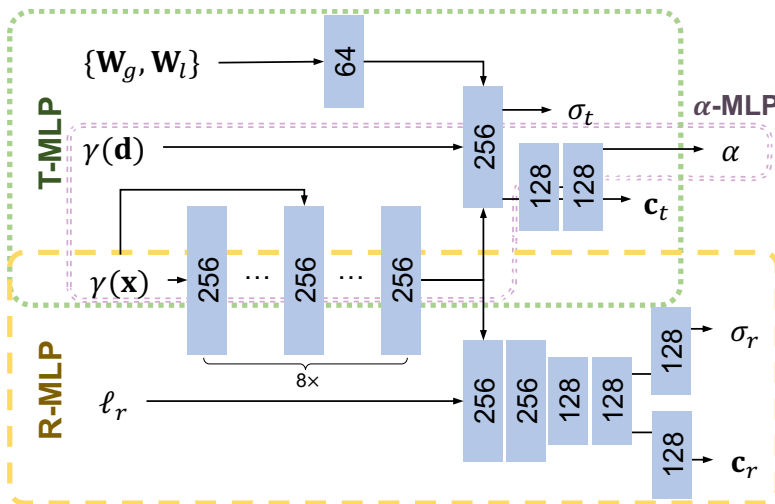 {𝐖_g, 𝐖_l}
64
T-MLP
γ(𝐝)
256
σ_t
α-MLP
α
128
128
𝐜_t
γ(𝐱)
256
...
256
...
256
8×
R-MLP
ℓ_r
256
256
128
128
128
σ_r
128
𝐜_r